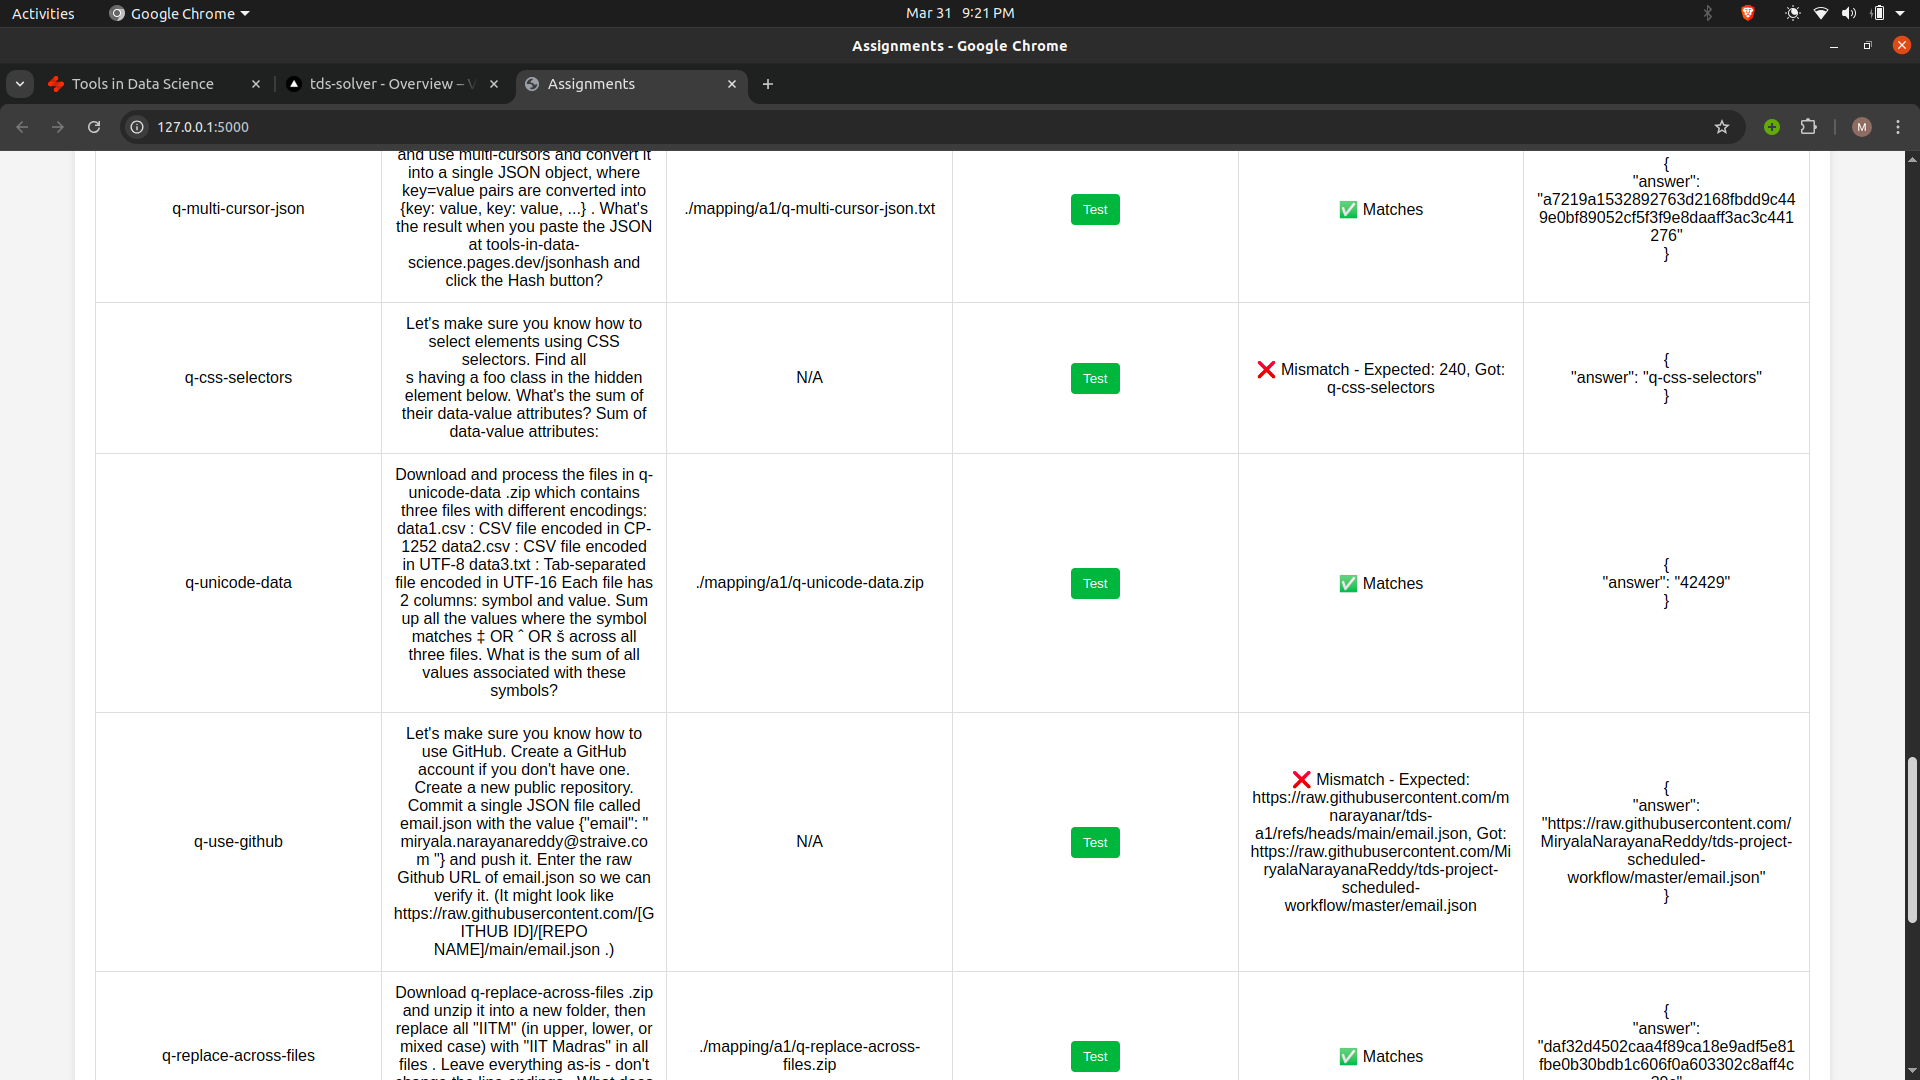 Activities
Google Chrome
Mar 31 9:21 PM
Assignments - Google Chrome
Tools in Data Science
tds-solver - Overview –
Assignments
127.0.0.1:5000
M
q-multi-cursor-json
and use multi-cursors and convert it
into a single JSON object, where
key=value pairs are converted into
{key: value, key: value, ...} . What's
the result when you paste the JSON
at tools-in-data-
science.pages.dev/jsonhash and
click the Hash button?
./mapping/a1/q-multi-cursor-json.txt
Test
✅ Matches
{
"answer":
"a7219a1532892763d2168fbdd9c44
9e0bf89052cf5f3f9e8daaff3ac3c441
276"
}
q-css-selectors
Let's make sure you know how to
select elements using CSS
selectors. Find all
s having a foo class in the hidden
element below. What's the sum of
their data-value attributes? Sum of
data-value attributes:
N/A
Test
❌ Mismatch - Expected: 240, Got:
q-css-selectors
{
"answer": "q-css-selectors"
}
q-unicode-data
Download and process the files in q-
unicode-data .zip which contains
three files with different encodings:
data1.csv : CSV file encoded in CP-
1252 data2.csv : CSV file encoded
in UTF-8 data3.txt : Tab-separated
file encoded in UTF-16 Each file has
2 columns: symbol and value. Sum
up all the values where the symbol
matches ‡ OR ˆ OR š across all
three files. What is the sum of all
values associated with these
symbols?
./mapping/a1/q-unicode-data.zip
Test
✅ Matches
{
"answer": "42429"
}
q-use-github
Let's make sure you know how to
use GitHub. Create a GitHub
account if you don't have one.
Create a new public repository.
Commit a single JSON file called
email.json with the value {"email": "
miryala.narayanareddy@straive.co
m "} and push it. Enter the raw
Github URL of email.json so we can
verify it. (It might look like
https://raw.githubusercontent.com/[G
ITHUB ID]/[REPO
NAME]/main/email.json .)
N/A
Test
❌ Mismatch - Expected:
https://raw.githubusercontent.com/m
narayanar/tds-
a1/refs/heads/main/email.json, Got:
https://raw.githubusercontent.com/Mi
ryalaNarayanaReddy/tds-project-
scheduled-
workflow/master/email.json
{
"answer":
"https://raw.githubusercontent.com/
MiryalaNarayanaReddy/tds-project-
scheduled-
workflow/master/email.json"
}
q-replace-across-files
Download q-replace-across-files .zip
and unzip it into a new folder, then
replace all "IITM" (in upper, lower, or
mixed case) with "IIT Madras" in all
files . Leave everything as-is - don't
change the line endings . What does
./mapping/a1/q-replace-across-
files.zip
Test
✅ Matches
{
"answer":
"daf32d4502caa4f89ca18e9adf5e81
fbe0b30bdb1c606f0a603302c8aff4c